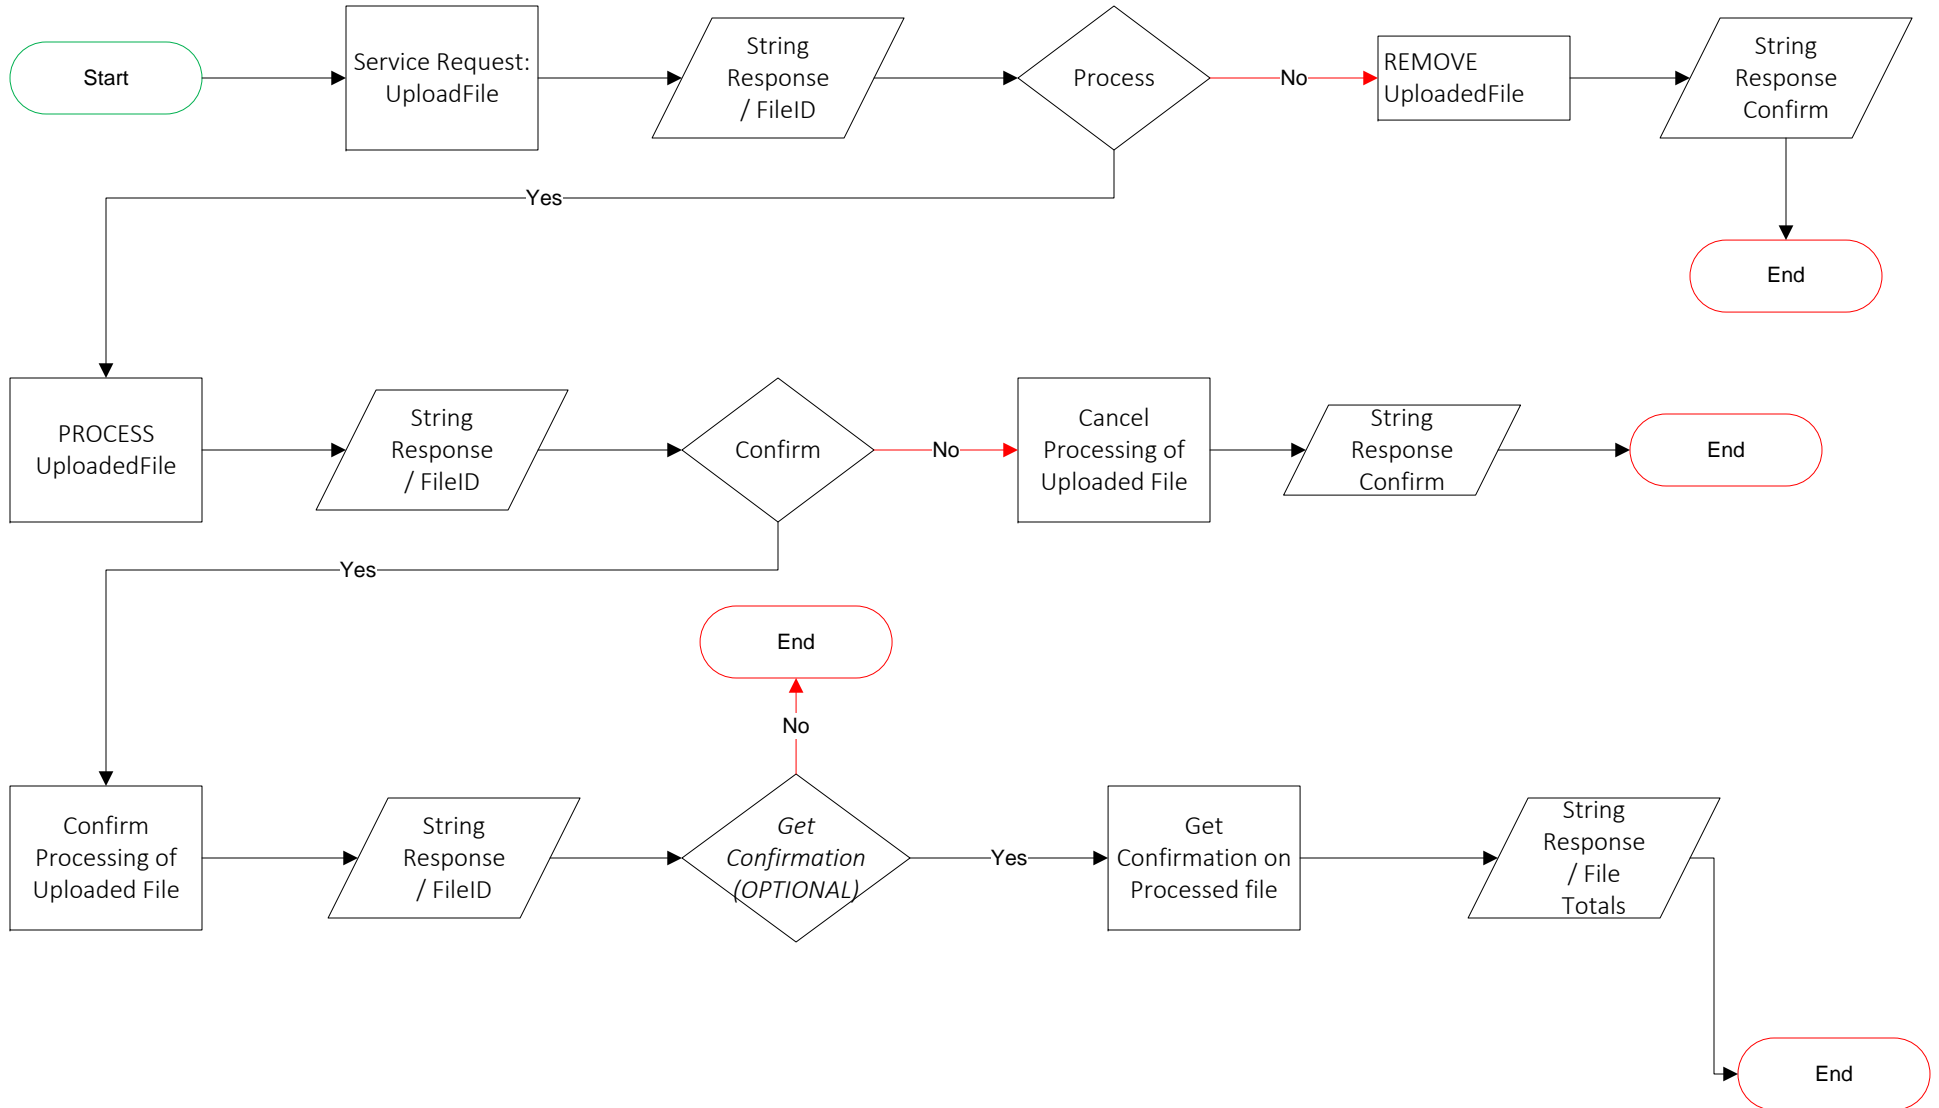 Start
Service Request:
UploadFile
String
Response
/ FileID
Process
No
REMOVE
UploadedFile
String
Response
Confirm
Yes
End
PROCESS
UploadedFile
String
Response
/ FileID
Confirm
No
Cancel
Processing of
Uploaded File
String
Response
Confirm
End
Yes
End
No
Confirm
Processing of
Uploaded File
String
Response
/ FileID
Get
Confirmation
(OPTIONAL)
Yes
Get
Confirmation on
Processed file
String
Response
/ File
Totals
End